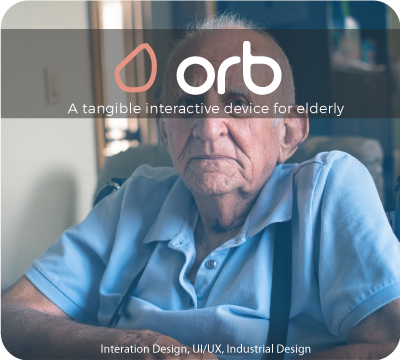 orb
A tangible interactive device for elderly
Interation Design, UI/UX, Industrial Design